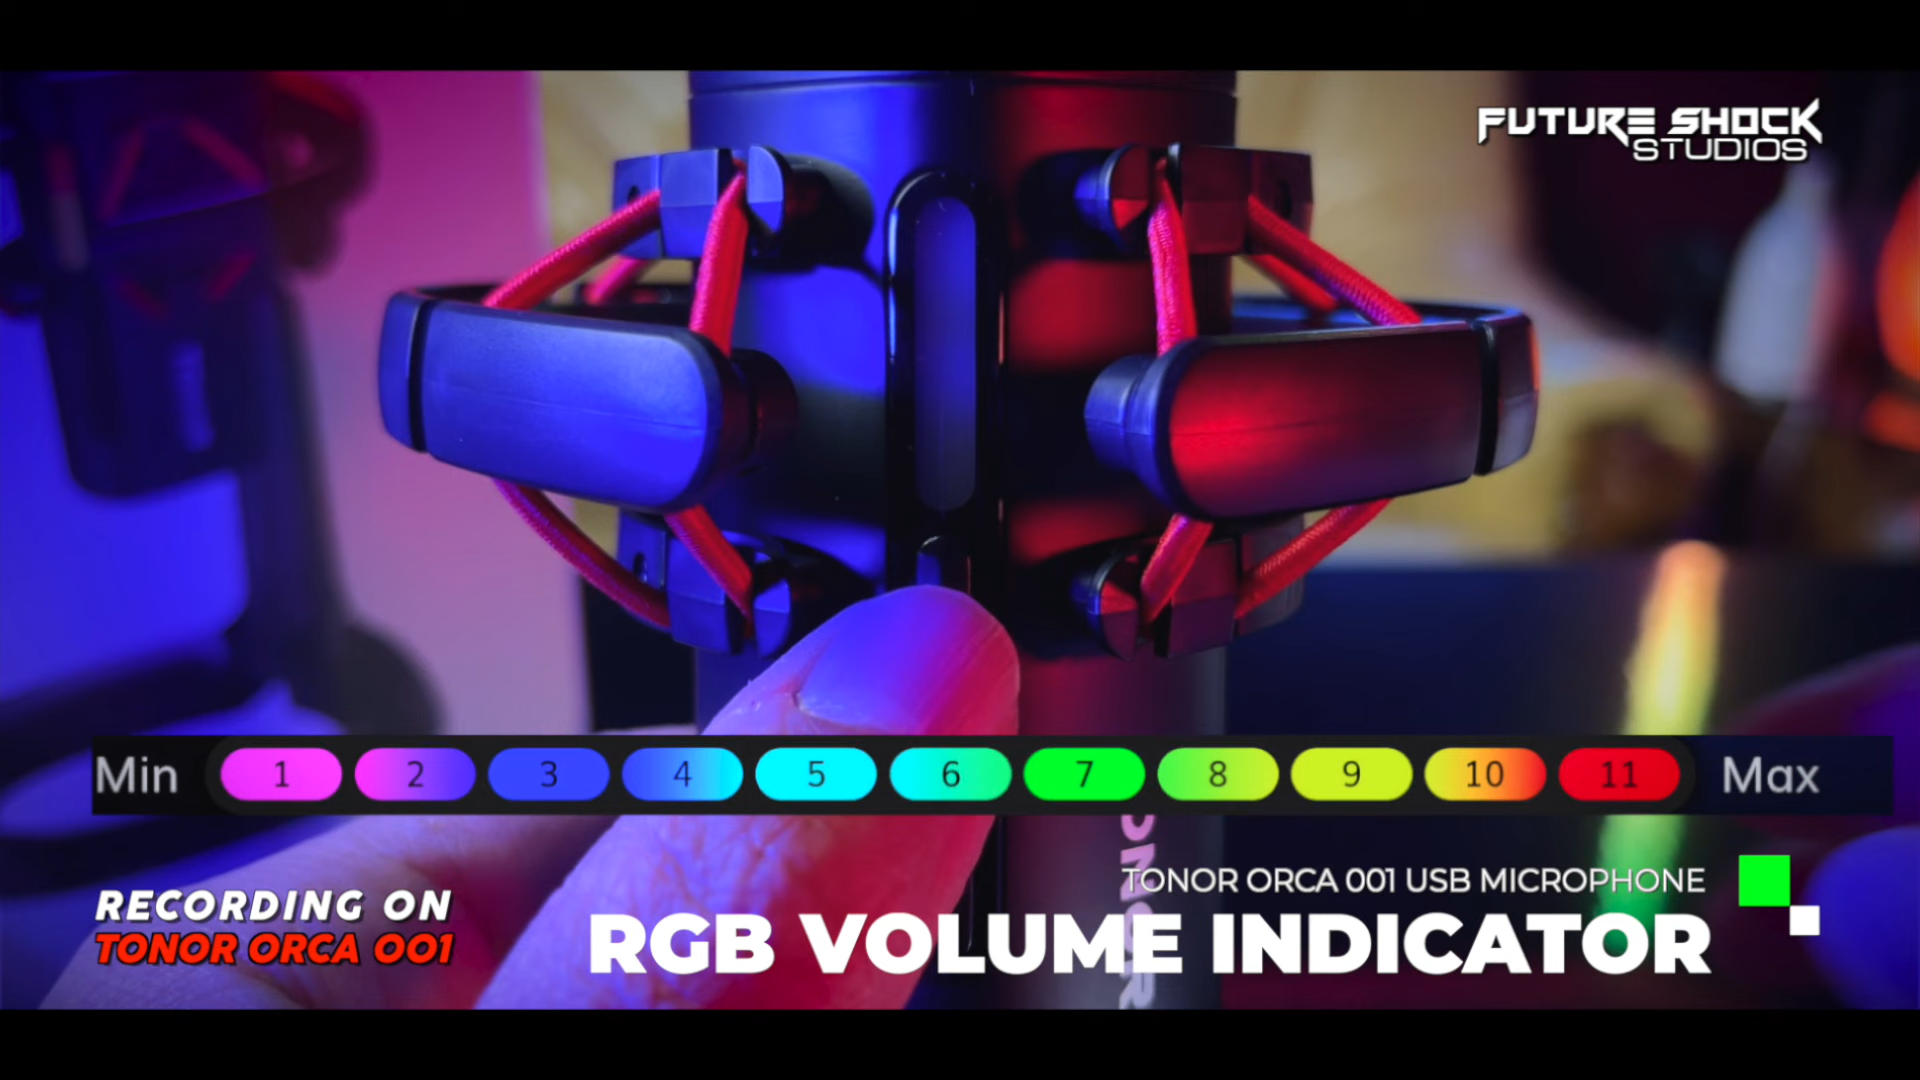 FUTURE SHOCK
STUDIOS
Min 1 2 3 4 5 6 7 8 9 10 11 Max
TONOR ORCA 001 USB MICROPHONE
RGB VOLUME INDICATOR
RECORDING ON
TONOR ORCA 001